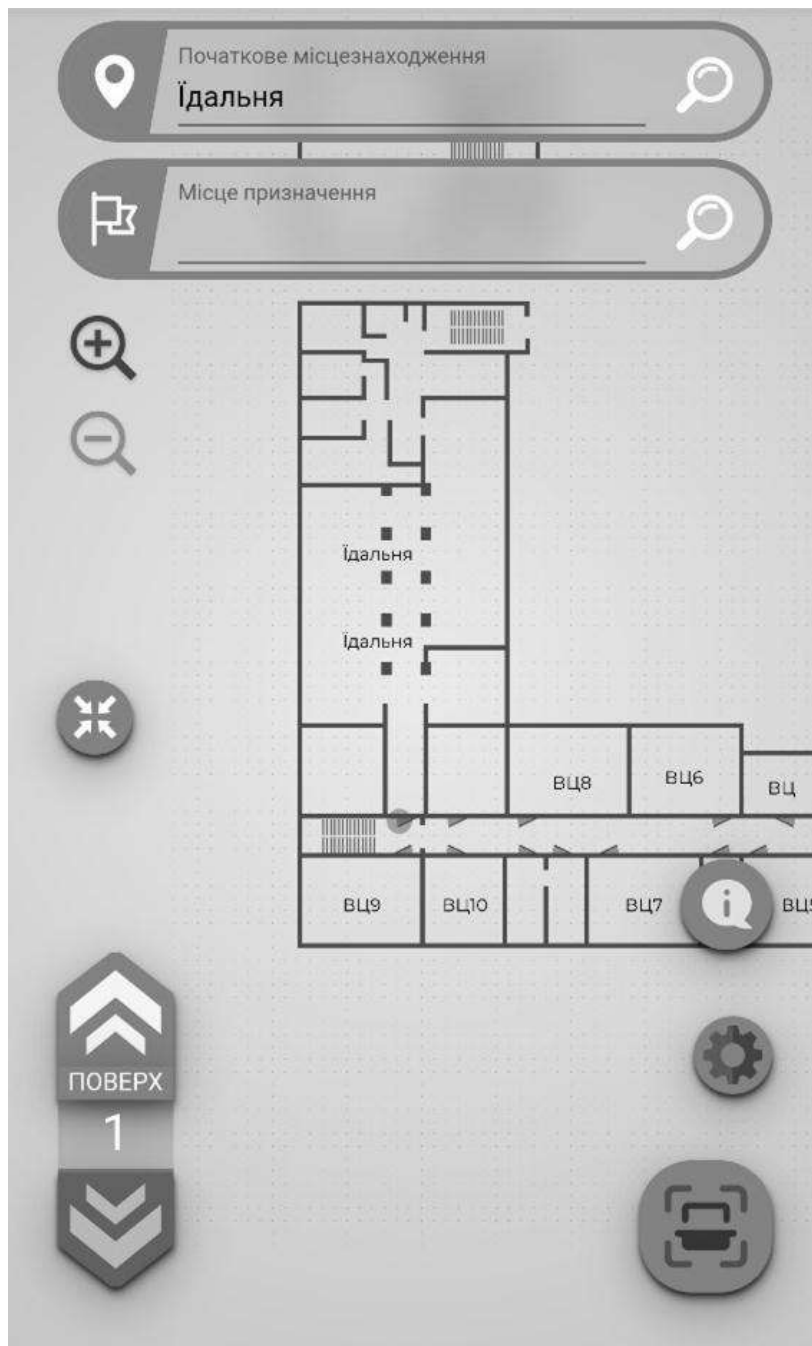 Початкове місцезнаходження
Їдальня
Місце призначення
Їдальня
Їдальня
ВЦ8
ВЦ6
ВЦ
ВЦ9
ВЦ10
ВЦ7
ПОВЕРХ
1